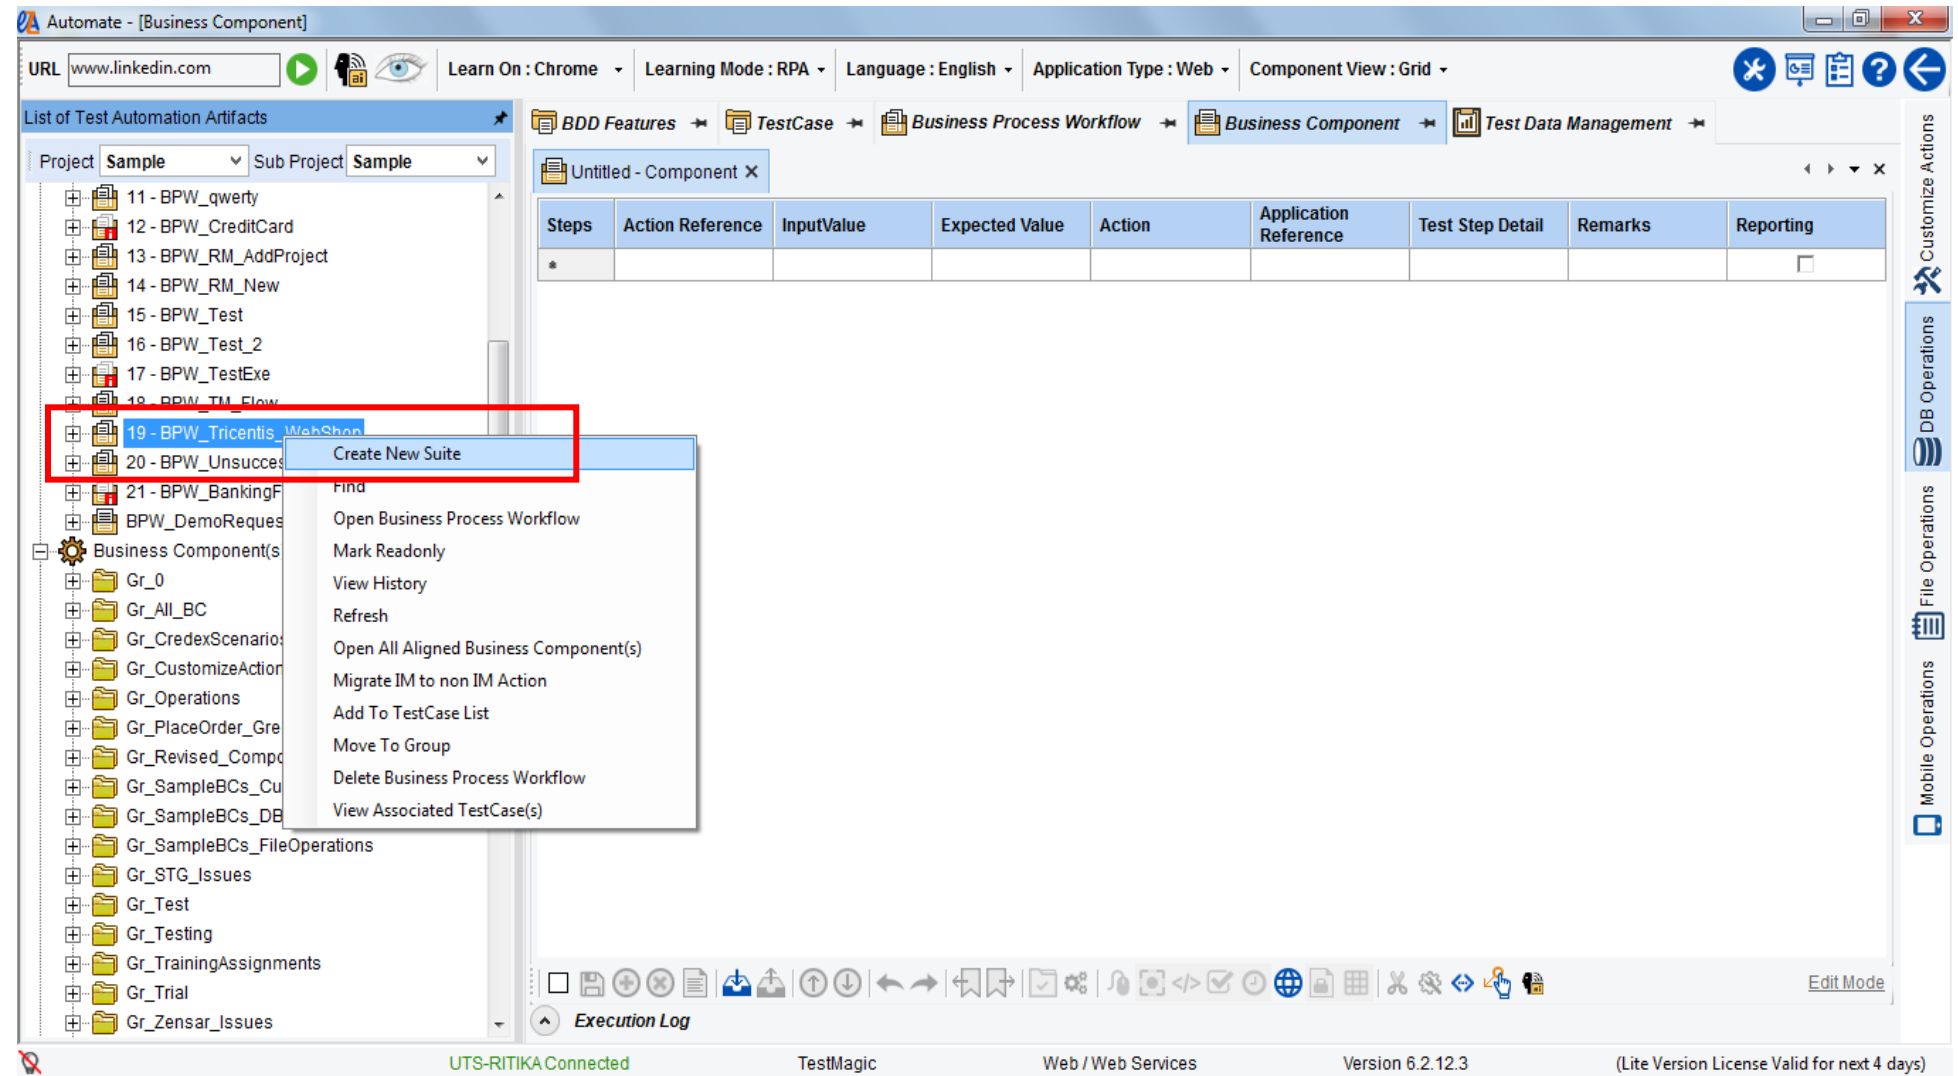 Automate - [Business Component]
URL www.linkedin.com ai Learn On : Chrome Learning Mode : RPA Language : English Application Type : Web Component View : Grid
List of Test Automation Artifacts
BDD Features TestCase Business Process Workflow Business Component Test Data Management
Project Sample Sub Project Sample
Untitled - Component
Steps Action Reference InputValue Expected Value Action Application Reference Test Step Detail Remarks Reporting
*
11 - BPW_qwerty
12 - BPW_CreditCard
13 - BPW_RM_AddProject
14 - BPW_RM_New
15 - BPW_Test
16 - BPW_Test_2
17 - BPW_TestExe
18 - BPW_TM_Flow
19 - BPW_Tricentis_WebShop
20 - BPW_Unsucces
21 - BPW_BankingF
BPW_DemoReques
Business Component(s
Gr_0
Gr_All_BC
Gr_CredexScenarios
Gr_CustomizeAction
Gr_Operations
Gr_PlaceOrder_Gre
Gr_Revised_Compo
Gr_SampleBCs_Cu
Gr_SampleBCs_DB
Gr_SampleBCs_FileOperations
Gr_STG_Issues
Gr_Test
Gr_Testing
Gr_TrainingAssignments
Gr_Trial
Gr_Zensar_Issues
Create New Suite
Find
Open Business Process Workflow
Mark Readonly
View History
Refresh
Open All Aligned Business Component(s)
Migrate IM to non IM Action
Add To TestCase List
Move To Group
Delete Business Process Workflow
View Associated TestCase(s)
Customize Actions
DB Operations
File Operations
Mobile Operations
Edit Mode
Execution Log
UTS-RITIKA Connected TestMagic Web / Web Services Version 6.2.12.3 (Lite Version License Valid for next 4 days)